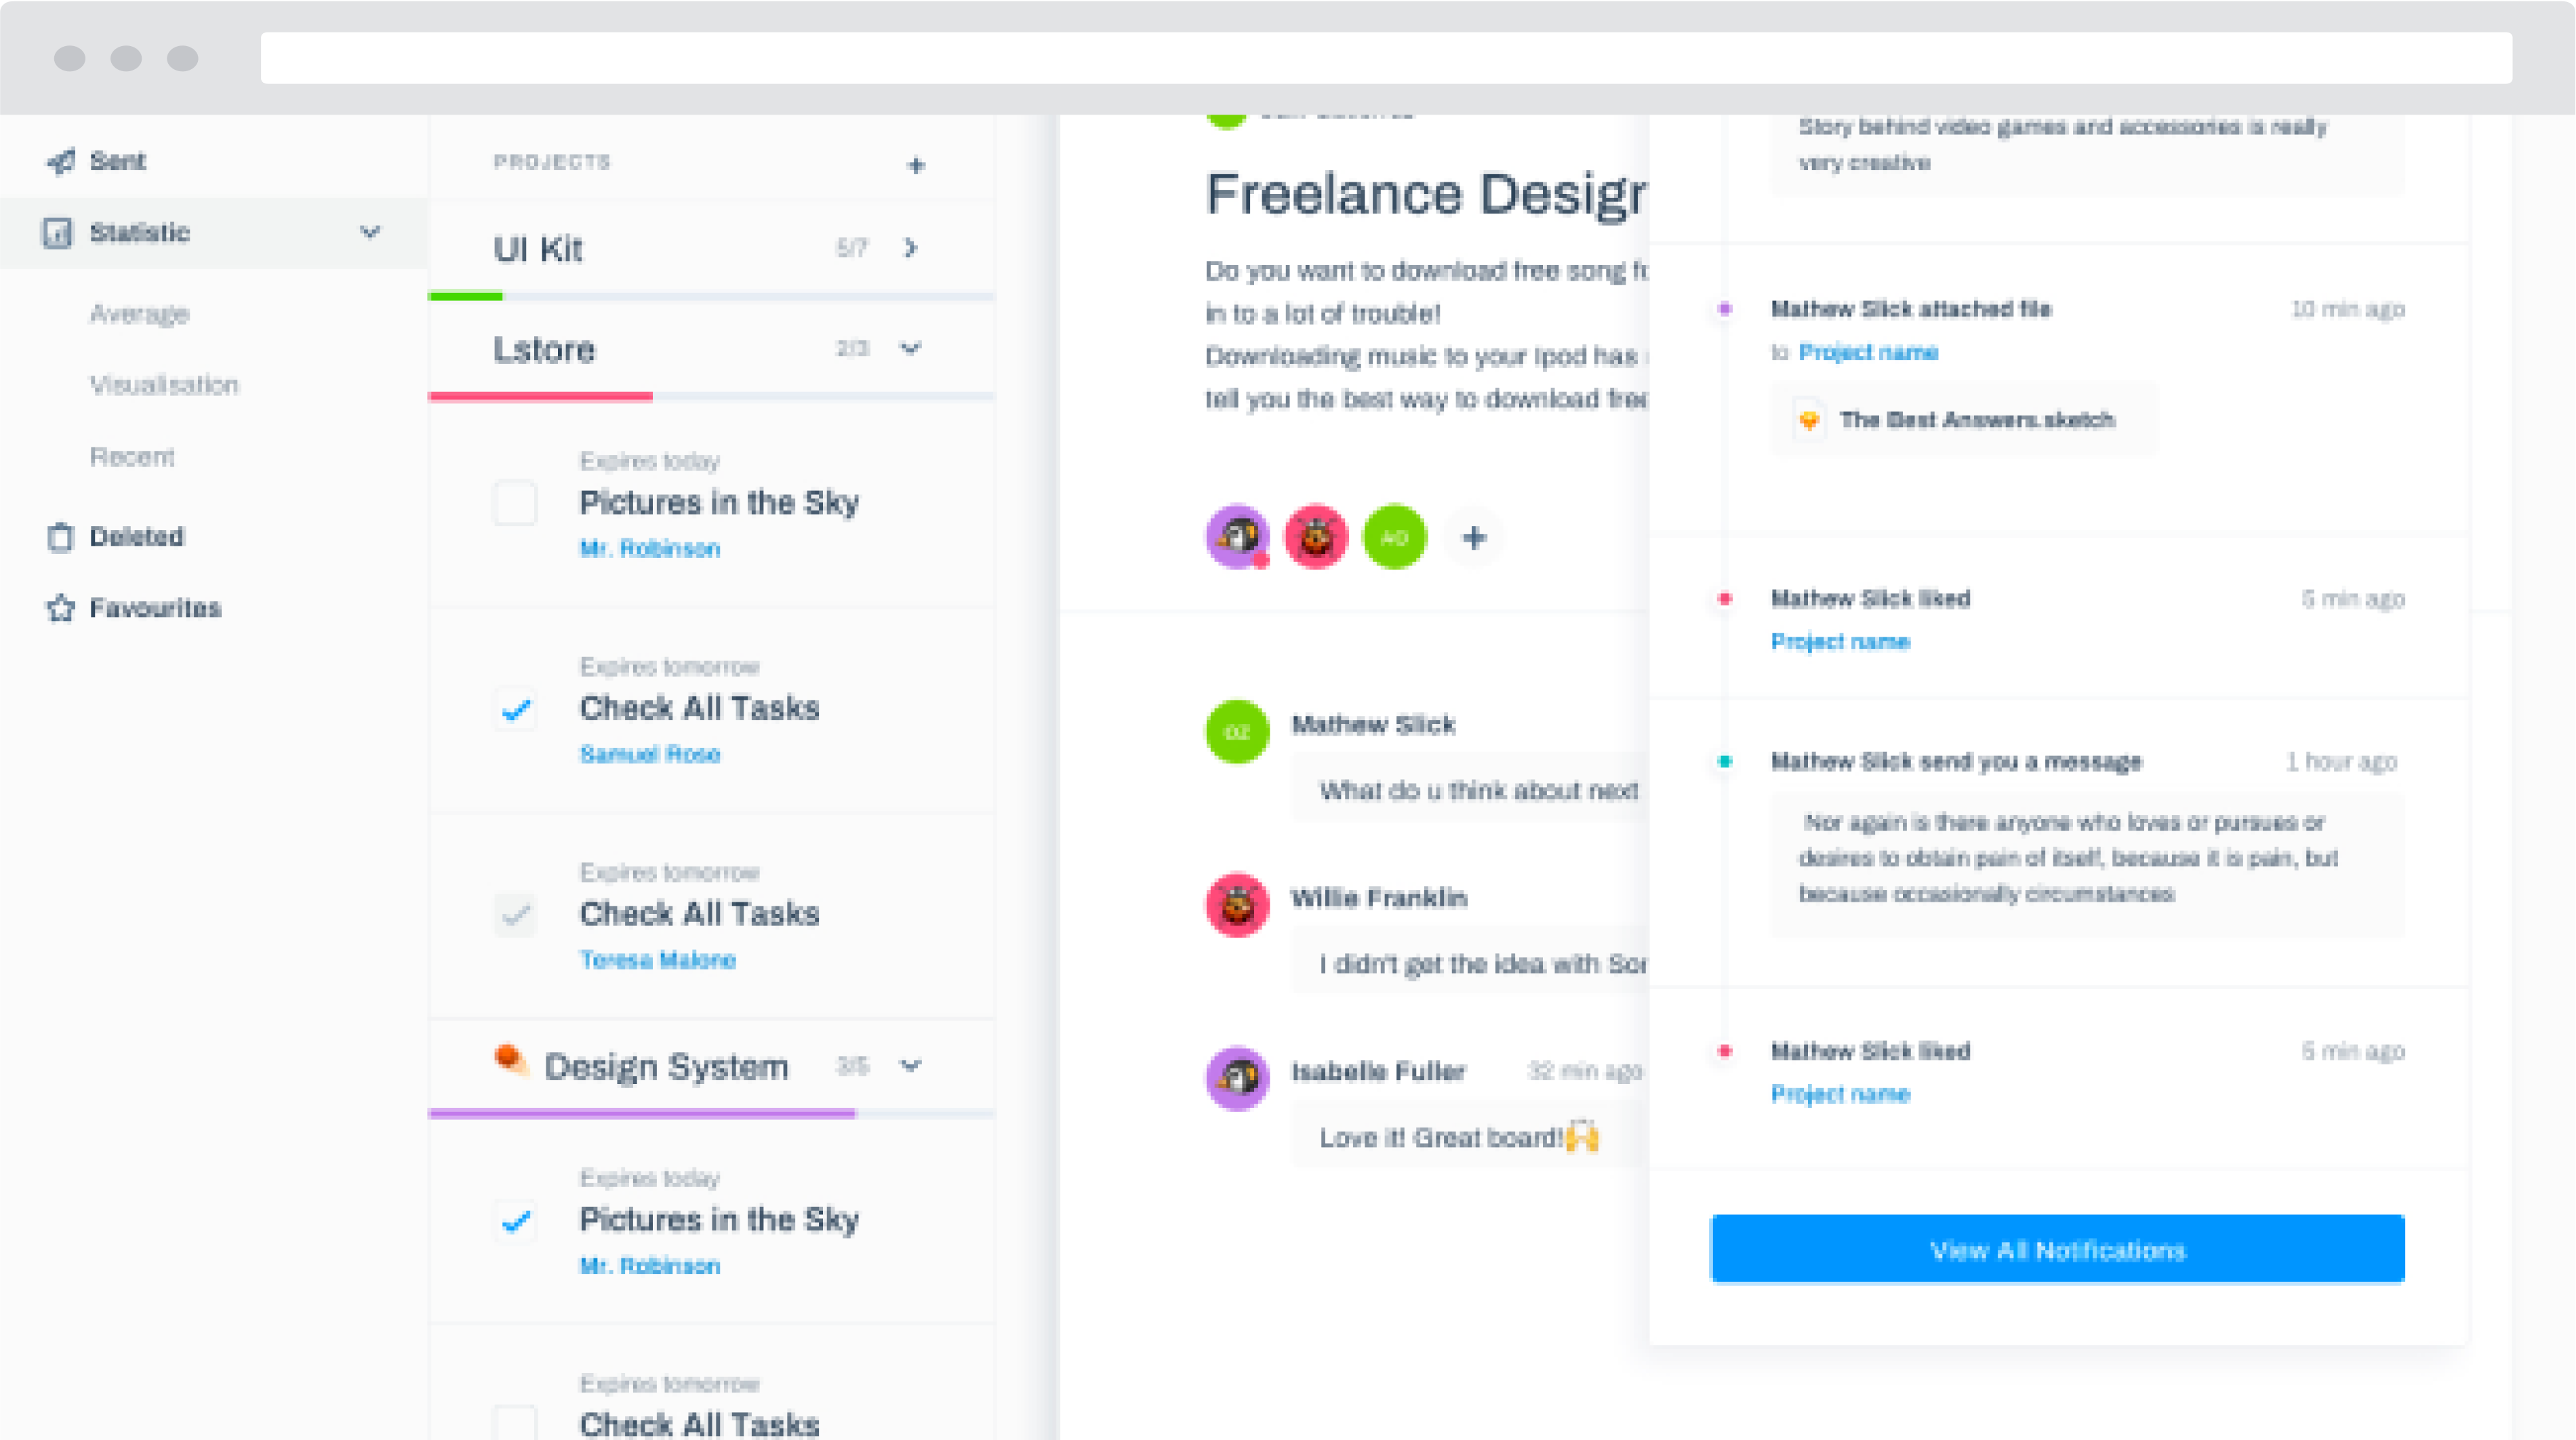 Sent
Statistic
Average
Visualisation
Recent
Deleted
Favourites
PROJECTS +
UI Kit 5/7
Lstore 2/3
Expires today
Pictures in the Sky
Mr. Robinson
Expires tomorrow
Check All Tasks
Samuel Rose
Expires tomorrow
Check All Tasks
Teresa Malone
Design System 3/5
Expires today
Pictures in the Sky
Mr. Robinson
Expires tomorrow
Check All Tasks
Freelance Design
Do you want to download free song
in to a lot of trouble!
Downloading music to your Ipod has
tell you the best way to download free
AO
+
OZ
Mathew Slick
What do u think about next
Willie Franklin
I didn't get the idea with
Isabelle Fuller 32 min ago
Love it! Great board!🙌
Story behind video games and accessories is really
very creative
Mathew Slick attached file 10 min ago
to Project name
The Best Answers.sketch
Mathew Slick liked 5 min ago
Project name
Mathew Slick send you a message 1 hour ago
Nor again is there anyone who loves or pursues or
desires to obtain pain of itself, because it is pain, but
because occasionally circumstances
Mathew Slick liked 5 min ago
Project name
View All Notifications